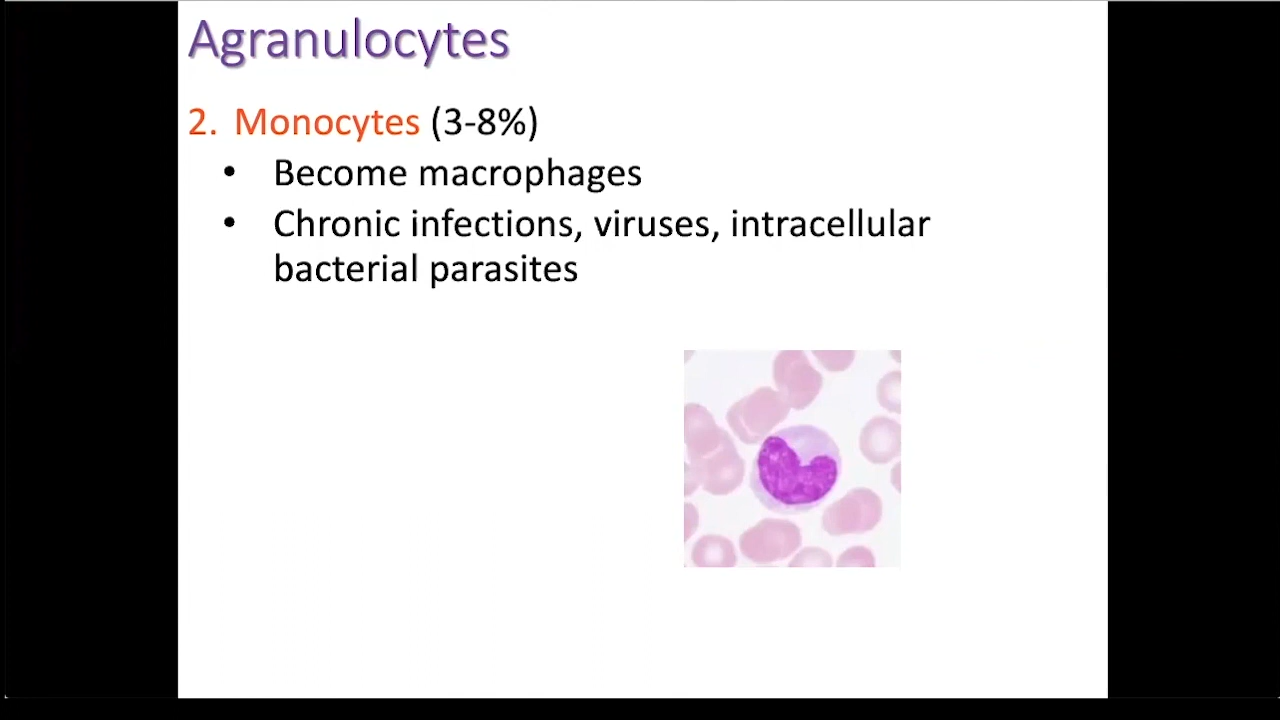 Agranulocytes
2. Monocytes (3-8%)
• Become macrophages
• Chronic infections, viruses, intracellular
bacterial parasites